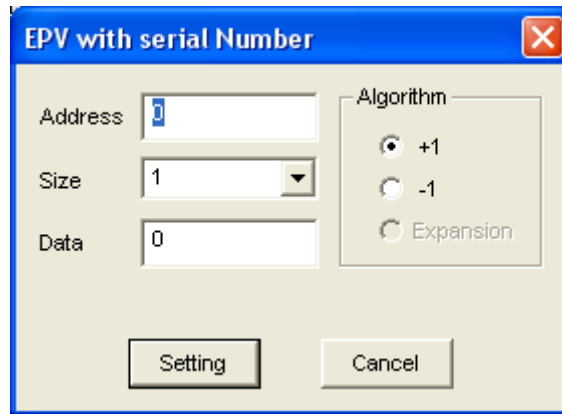 EPV with serial Number
Address 0
Size 1
Data 0
Algorithm
+1
-1
Expansion
Setting Cancel